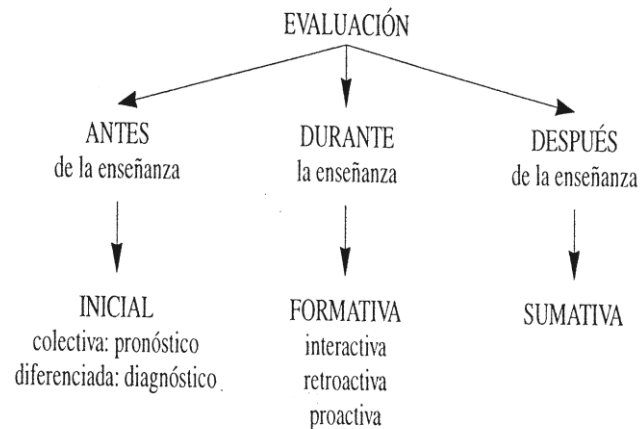 EVALUACIÓN
ANTES
de la enseñanza
DURANTE
la enseñanza
DESPUÉS
de la enseñanza
INICIAL
colectiva: pronóstico
diferenciada: diagnóstico
FORMATIVA
interactiva
retroactiva
proactiva
SUMATIVA